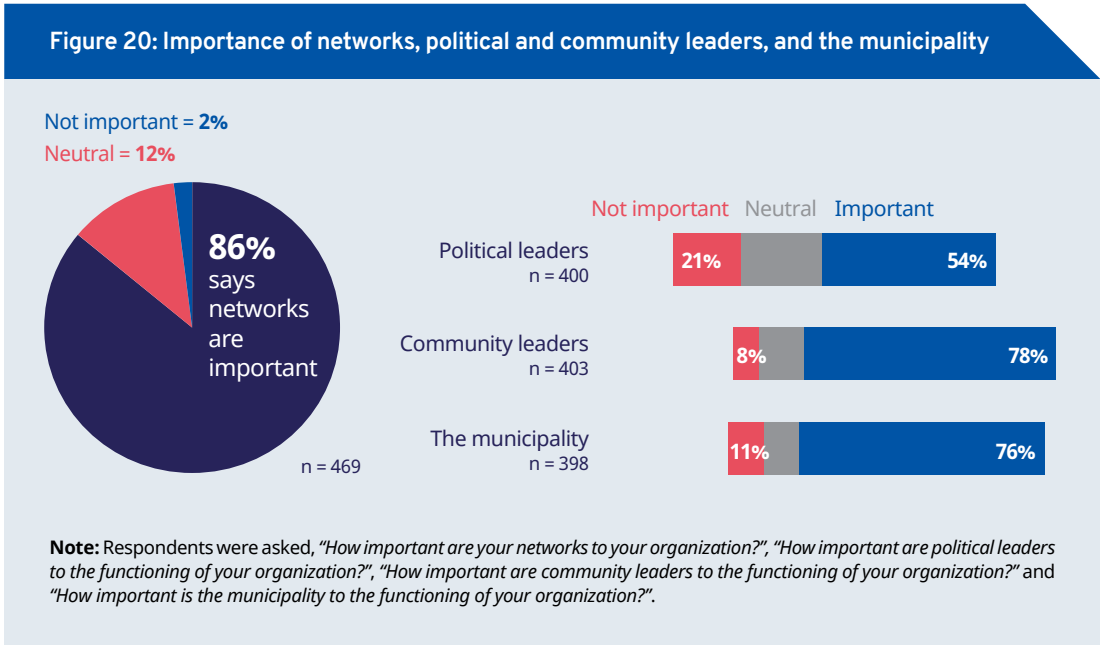 Figure 20: Importance of networks, political and community leaders, and the municipality
Not important = 2%
Neutral = 12%
86%
says
networks
are
important
n = 469
Not important Neutral Important
Political leaders
n = 400
21%
54%
Community leaders
n = 403
8%
78%
The municipality
n = 398
11%
76%
Note: Respondents were asked, “How important are your networks to your organization?”, “How important are political leaders
to the functioning of your organization?”, “How important are community leaders to the functioning of your organization?” and
“How important is the municipality to the functioning of your organization?”.